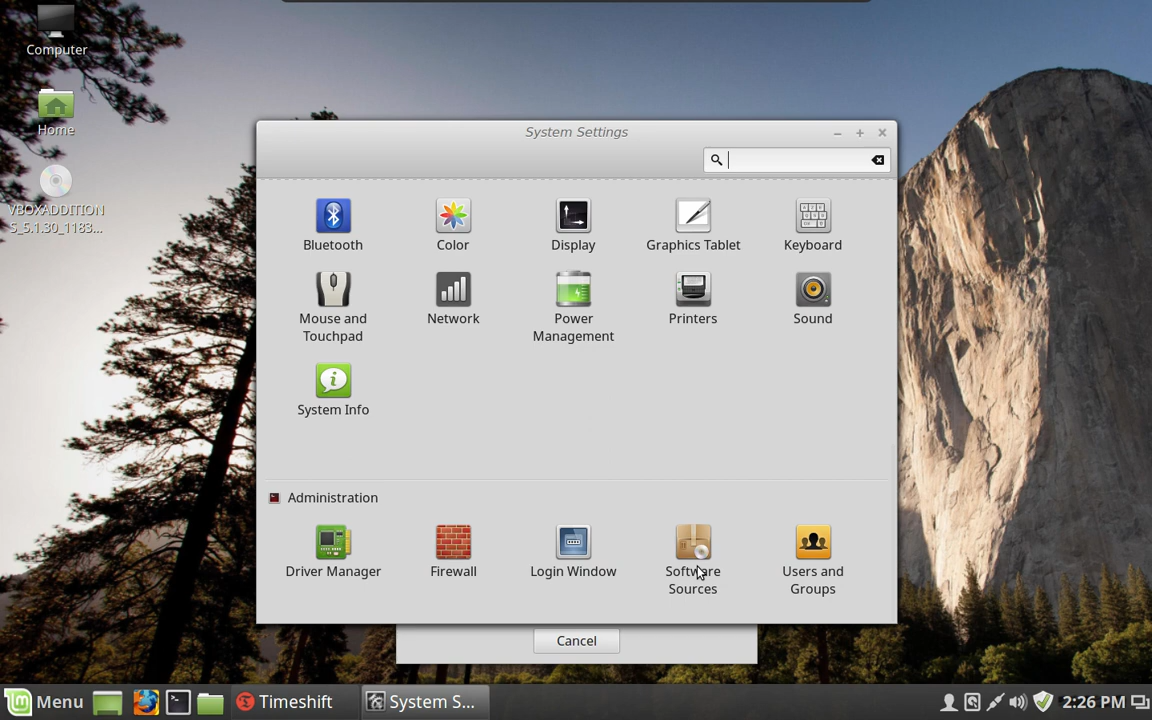 Computer
Home
VBOXADDITION
S_5.1.30_1183...
System Settings
Bluetooth
Color
Display
Graphics Tablet
Keyboard
Mouse and
Touchpad
Network
Power
Management
Printers
Sound
System Info
Administration
Driver Manager
Firewall
Login Window
Software
Sources
Users and
Groups
Cancel
Menu
Timeshift
System S...
2:26 PM